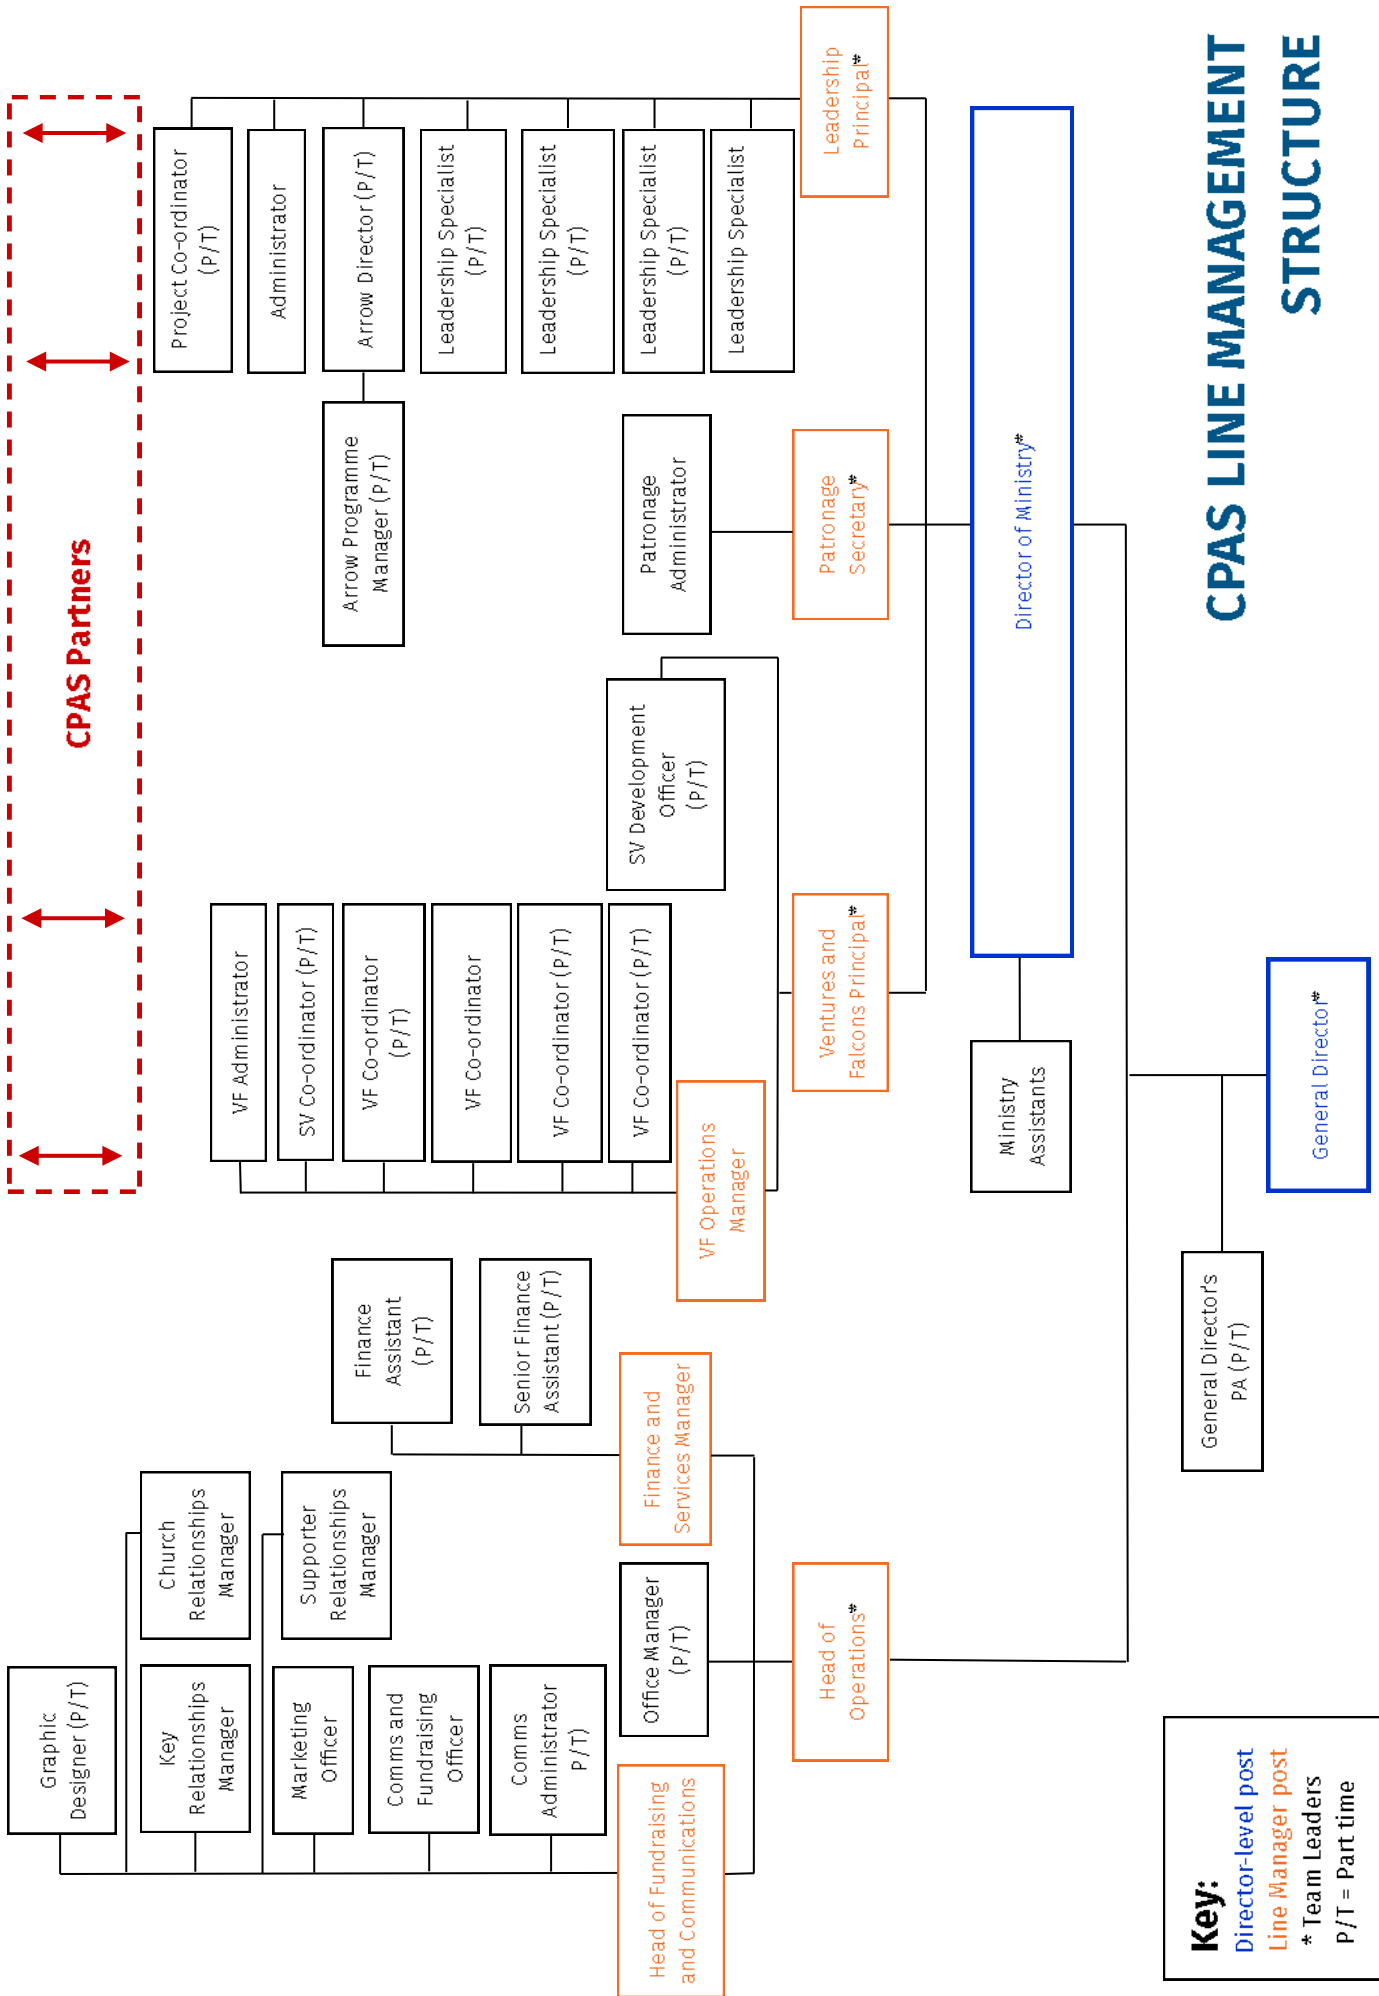 CPAS LINE MANAGEMENT
STRUCTURE
General Director*
General Director's
PA (P/T)
Director of Ministry*
Ministry
Assistants
Head of
Operations*
Ventures and
Falcons Principal*
Patronage
Secretary*
Leadership
Principal*
Head of Fundraising
and Communications
Office Manager
(P/T)
Finance and
Services Manager
VF Operations
Manager
SV Development
Officer
(P/T)
Patronage
Administrator
Leadership Specialist
Leadership Specialist
(P/T)
Leadership Specialist
(P/T)
Leadership Specialist
(P/T)
Arrow Director (P/T)
Arrow Programme
Manager (P/T)
Administrator
Project Co-ordinator
(P/T)
Comms
Administrator
P/T)
Comms and
Fundraising
Officer
Marketing
Officer
Supporter
Relationships
Manager
Key
Relationships
Manager
Church
Relationships
Manager
Graphic
Designer (P/T)
Senior Finance
Assistant (P/T)
Finance
Assistant
(P/T)
VF Co-ordinator (P/T)
VF Co-ordinator (P/T)
VF Co-ordinator
VF Co-ordinator
(P/T)
SV Co-ordinator (P/T)
VF Administrator
CPAS Partners
Key:
Director-level post
Line Manager post
* Team Leaders
P/T = Part time